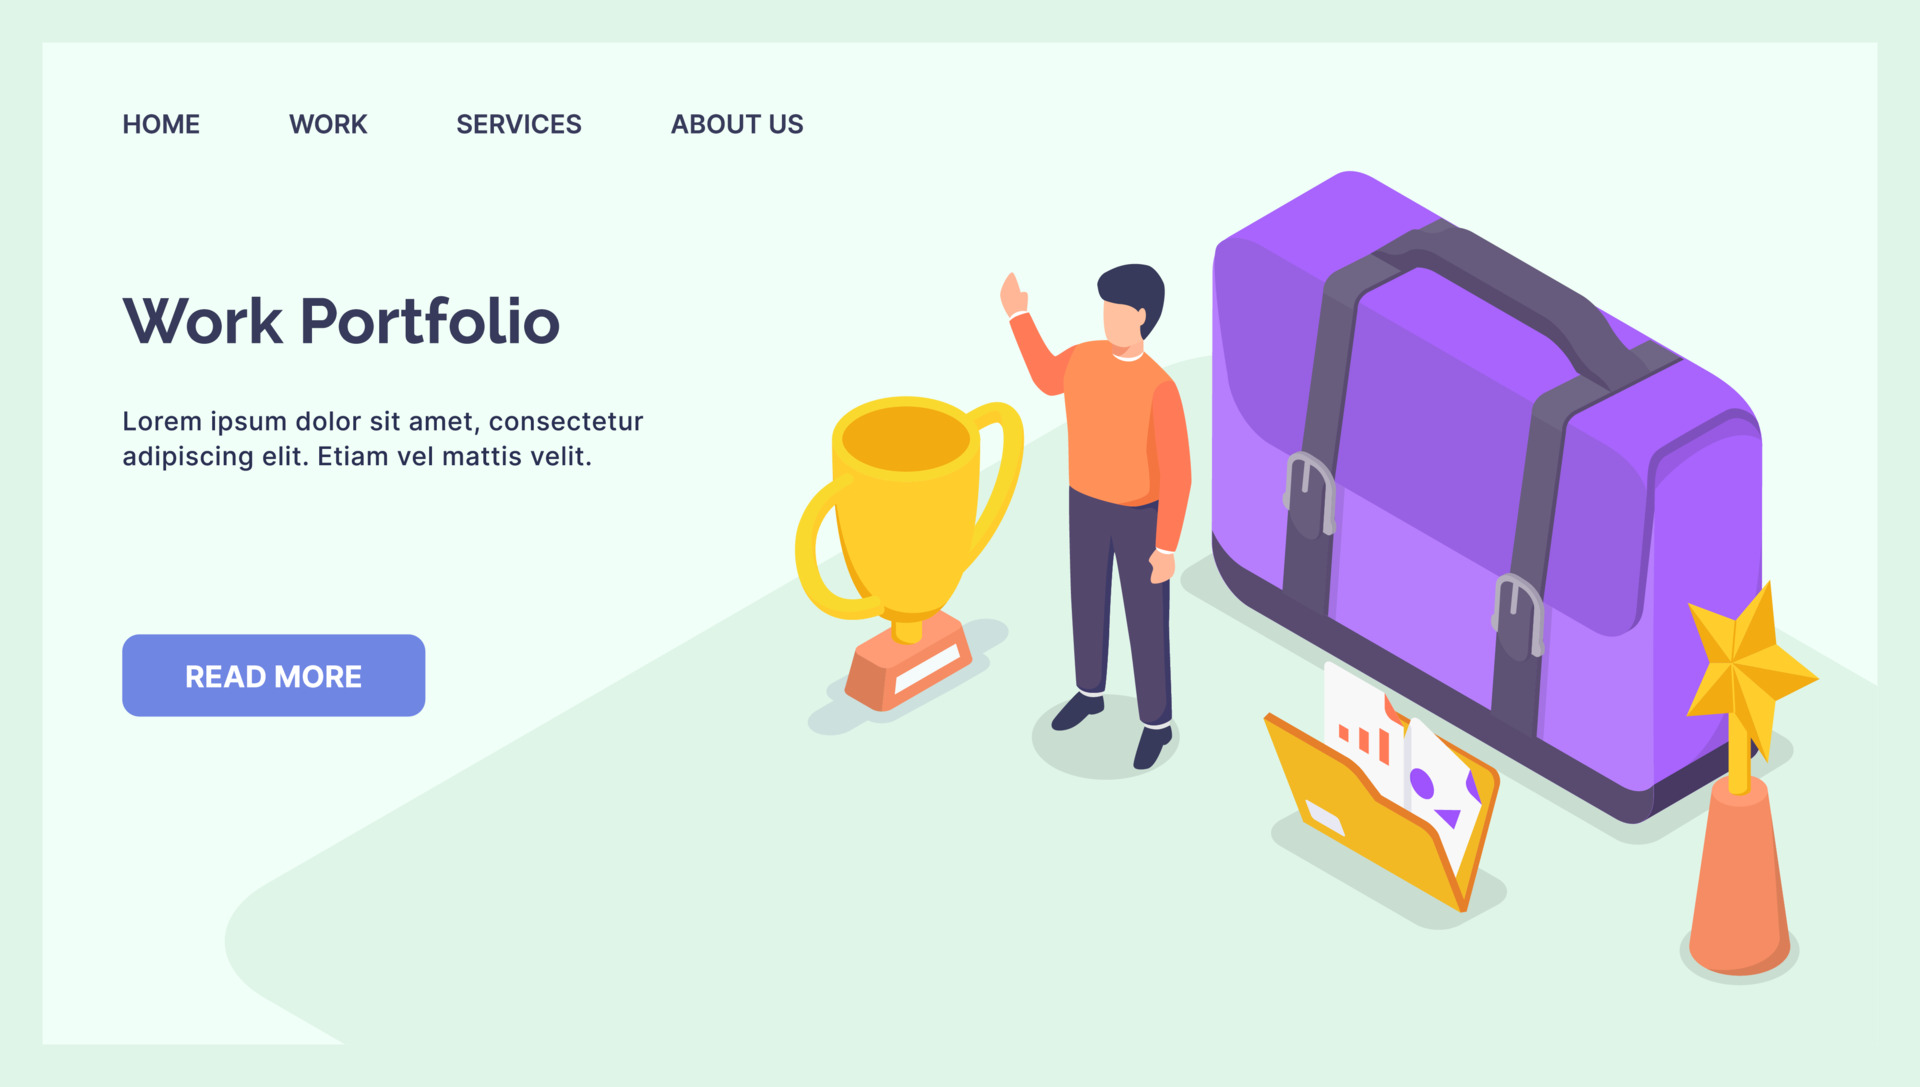 HOME WORK SERVICES ABOUT US
Work Portfolio
Lorem ipsum dolor sit amet, consectetur
adipiscing elit. Etiam vel mattis velit.
READ MORE